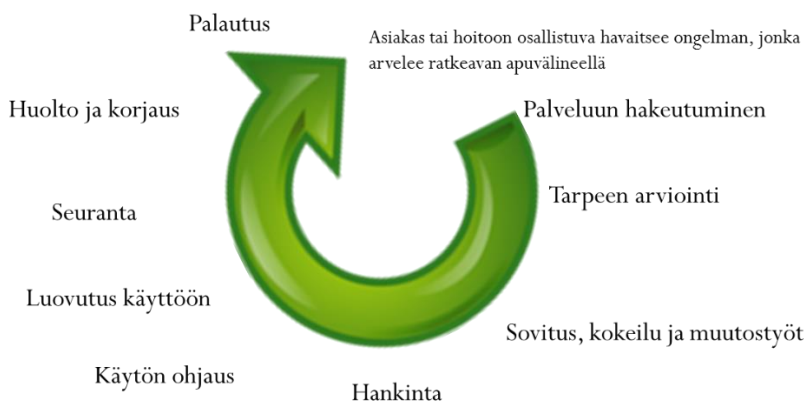 Palautus
Asiakas tai hoitoon osallistuva havaitsee ongelman, jonka
arvelee ratkeavan apuvälineellä
Palveluun hakeutuminen
Tarpeen arviointi
Sovitus, kokeilu ja muutostyöt
Hankinta
Käytön ohjaus
Luovutus käyttöön
Seuranta
Huolto ja korjaus